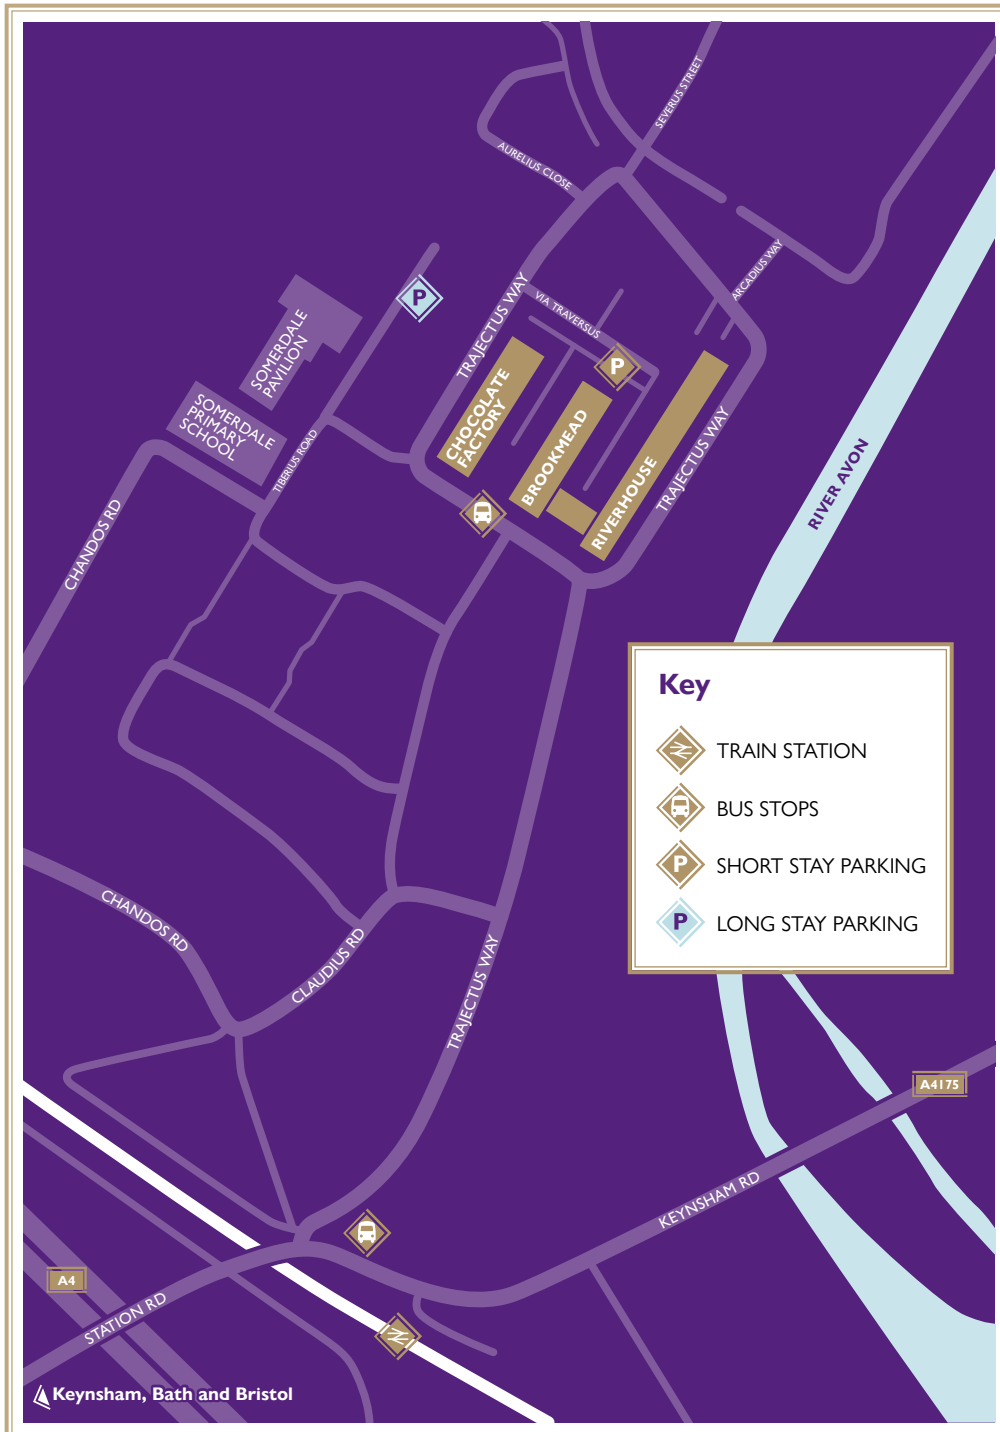 SEVERUS STREET
AURELIUS CLOSE
ARCADIUS WAY
TRAJECTUS WAY
VIA TRAVERSUS
P
P
SOMERDALE
PAVILION
SOMERDALE
PRIMARY
SCHOOL
TIBERIUS ROAD
CHOCOLATE
FACTORY
BROOKMEAD
RIVERHOUSE
TRAJECTUS WAY
RIVER AVON
CHANDOS RD
Key
TRAIN STATION
BUS STOPS
P
SHORT STAY PARKING
P
LONG STAY PARKING
CHANDOS RD
CLAUDIUS RD
TRAJECTUS WAY
A4175
KEYNSHAM RD
A4
STATION RD
Keynsham, Bath and Bristol